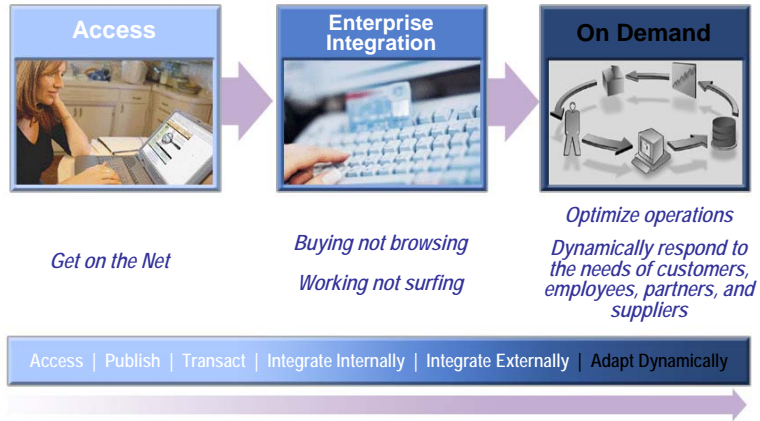 Access
Enterprise
Integration
On Demand
Get on the Net
Buying not browsing
Working not surfing
Optimize operations
Dynamically respond to
the needs of customers,
employees, partners, and
suppliers
Access | Publish | Transact | Integrate Internally | Integrate Externally | Adapt Dynamically